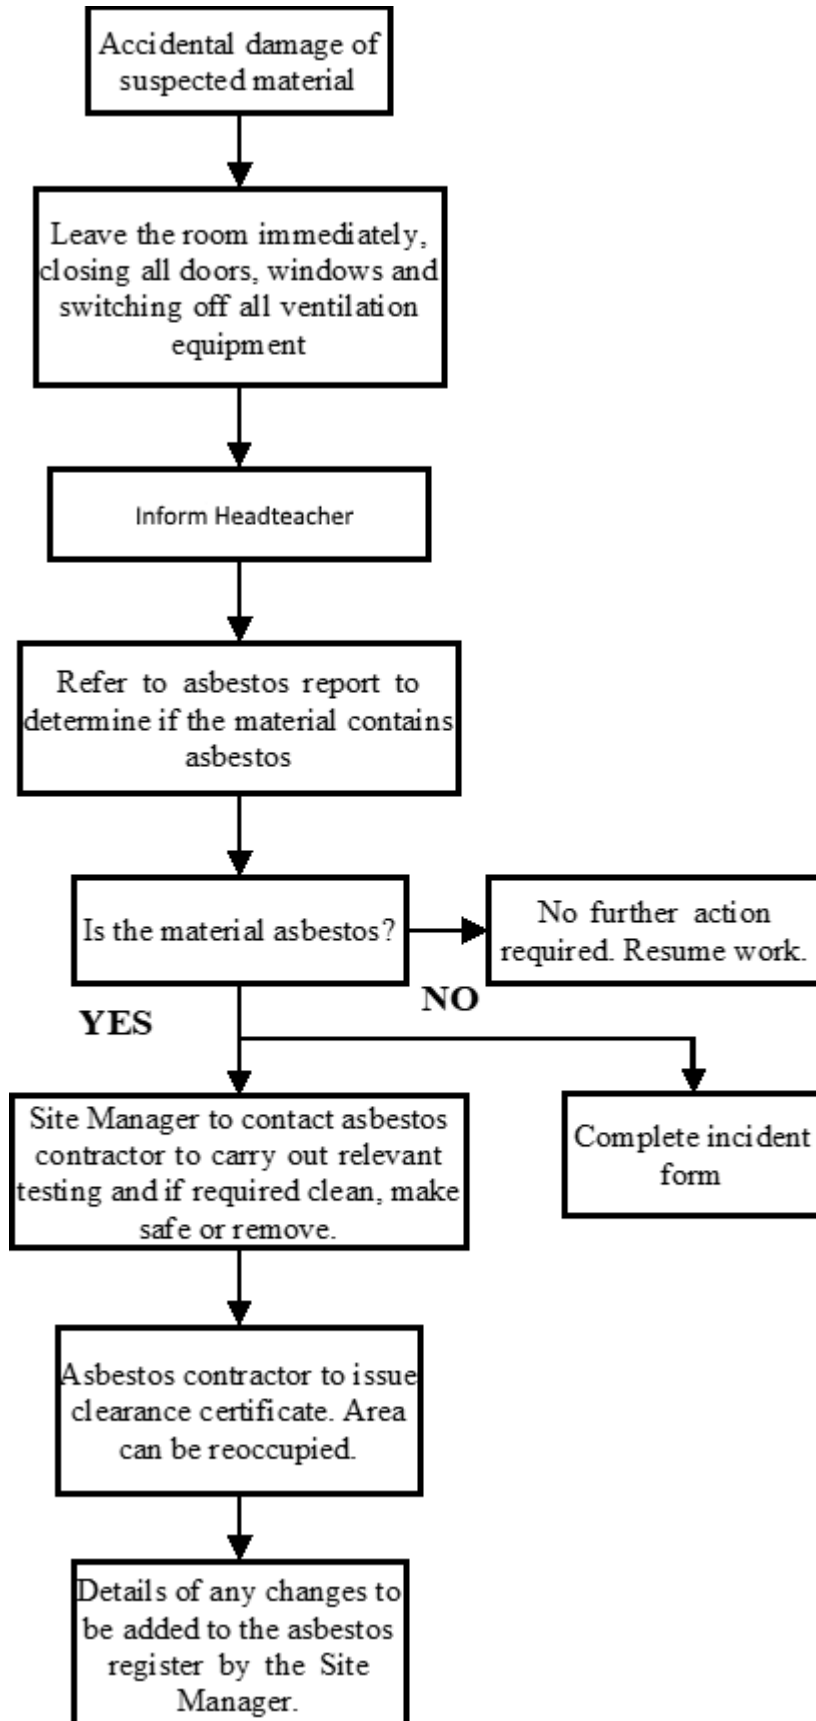 Accidental damage of
suspected material
Leave the room immediately,
closing all doors, windows and
switching off all ventilation
equipment
Inform Headteacher
Refer to asbestos report to
determine if the material contains
asbestos
Is the material asbestos?
No further action
required. Resume work.
NO
YES
Site Manager to contact asbestos
contractor to carry out relevant
testing and if required clean, make
safe or remove.
Complete incident
form
Asbestos contractor to issue
clearance certificate. Area
can be reoccupied.
Details of any changes to
be added to the asbestos
register by the Site
Manager.